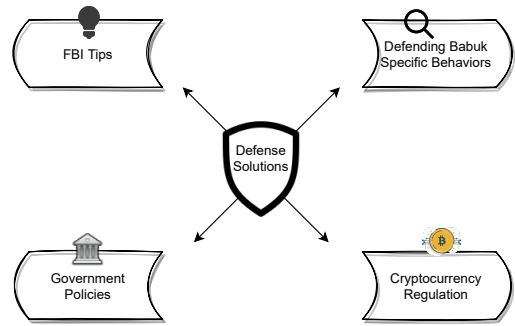 FBI Tips
Defending Babuk
Specific Behaviors
Defense
Solutions
Government
Policies
Cryptocurrency
Regulation